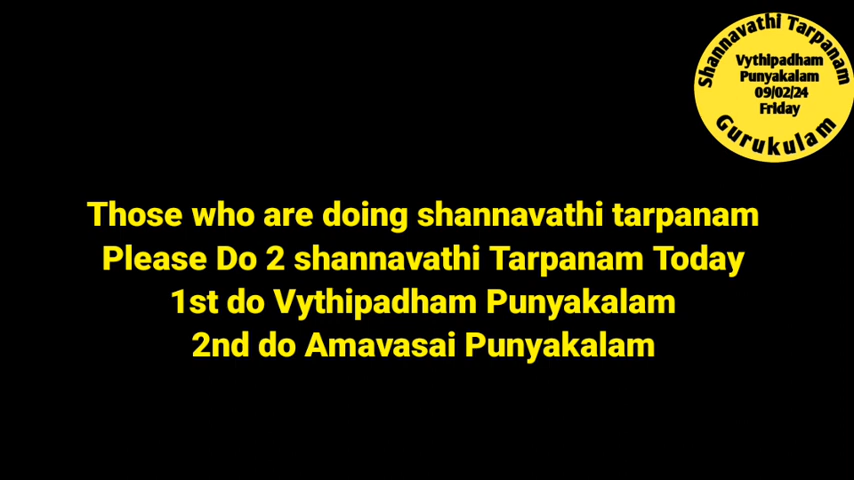 Shannavathi Tarpanam
Vythipadham
Punyakalam
09/02/24
Friday
Gurukulam
Those who are doing shannavathi tarpanam
Please Do 2 shannavathi Tarpanam Today
1st do Vythipadham Punyakalam
2nd do Amavasai Punyakalam